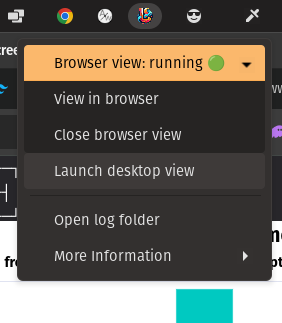 Browser view: running
View in browser
Close browser view
Launch desktop view
Open log folder
More Information